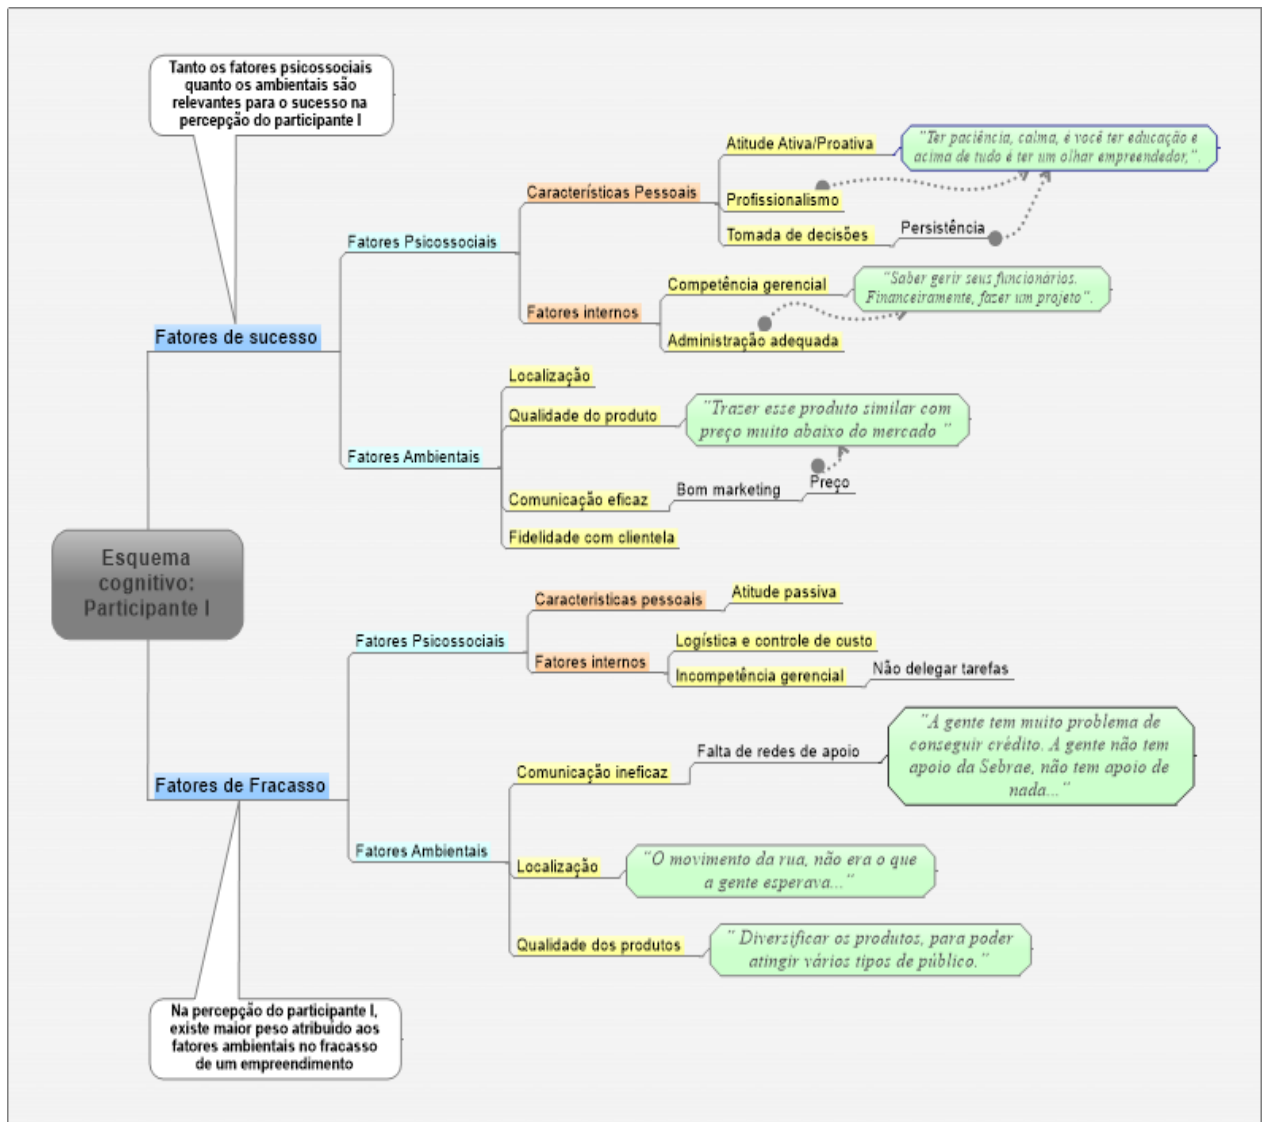 Tanto os fatores psicossociais
quanto os ambientais são
relevantes para o sucesso na
percepção do participante I
Atitude Ativa/Proativa
"Ter paciência, calma, é você ter educação e
acima de tudo é ter um olhar empreendedor,".
Características Pessoais
Profissionalismo
Tomada de decisões
Persistência
Fatores Psicossociais
Competência gerencial
"Saber gerir seus funcionários.
Financeiramente, fazer um projeto".
Fatores internos
Administração adequada
Fatores de sucesso
Localização
Qualidade do produto
"Trazer esse produto similar com
preço muito abaixo do mercado "
Fatores Ambientais
Comunicação eficaz
Bom marketing
Preço
Fidelidade com clientela
Esquema
cognitivo:
Participante I
Características pessoais
Atitude passiva
Fatores Psicossociais
Logística e controle de custo
Fatores internos
Incompetência gerencial
Não delegar tarefas
Fatores de Fracasso
Comunicação ineficaz
Falta de redes de apoio
"A gente tem muito problema de
conseguir crédito. A gente não tem
apoio da Sebrae, não tem apoio de
nada..."
Fatores Ambientais
Localização
"O movimento da rua, não era o que
a gente esperava..."
Qualidade dos produtos
" Diversificar os produtos, para poder
atingir vários tipos de público."
Na percepção do participante I,
existe maior peso atribuído aos
fatores ambientais no fracasso
de um empreendimento